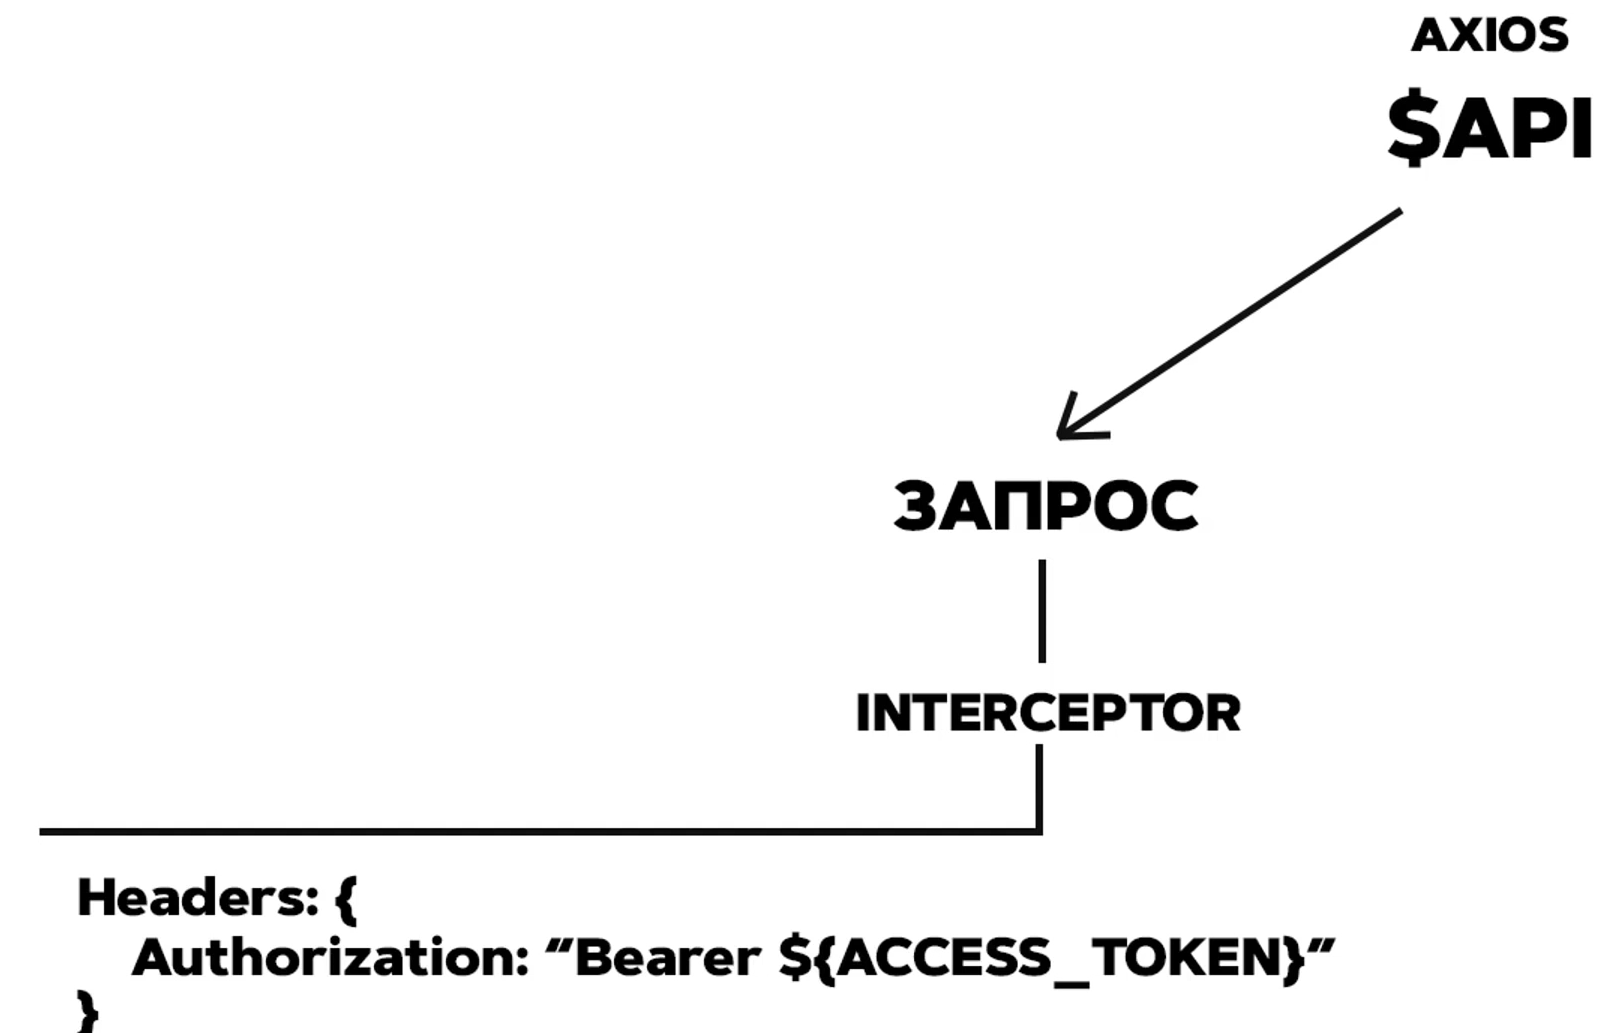 AXIOS
$API
ЗАПРОС
INTERCEPTOR
Headers: {
Authorization: “Bearer ${ACCESS_TOKEN}”
}